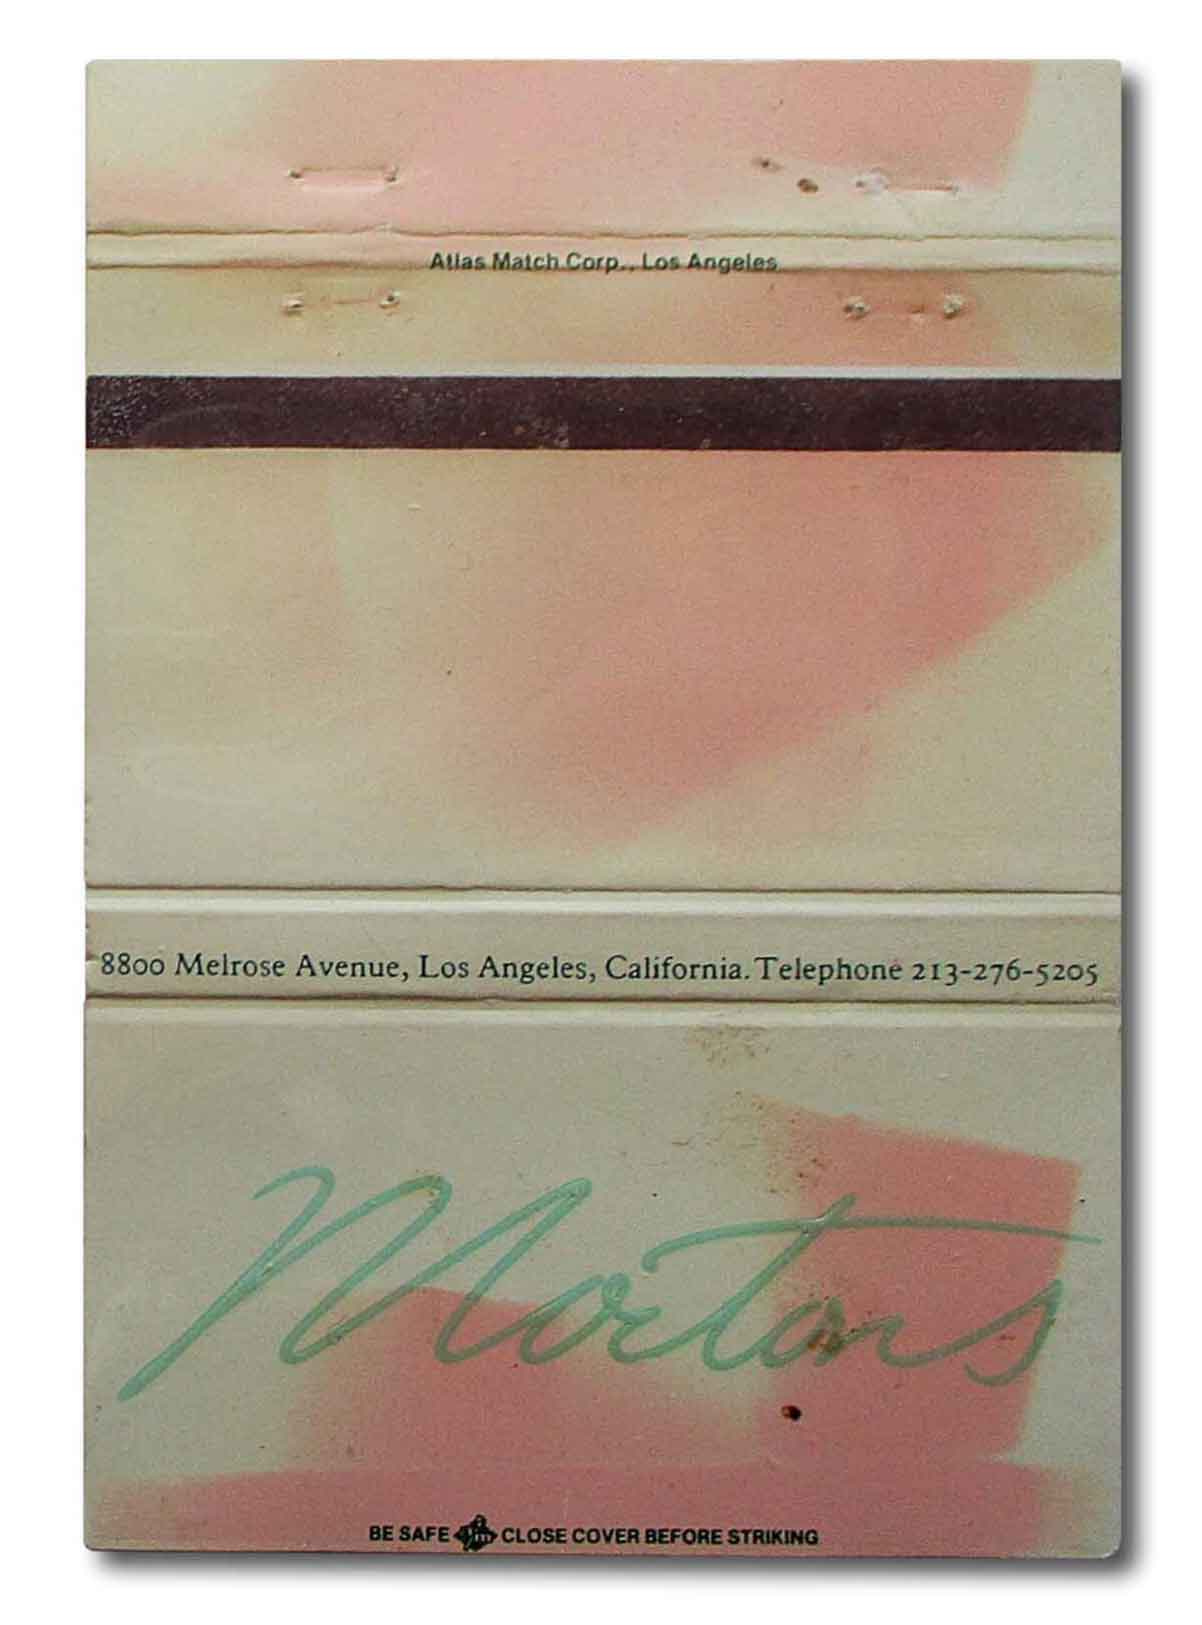 Atlas Match Corp., Los Angeles
8800 Melrose Avenue, Los Angeles, California. Telephone 213-276-5205
Mortons
BE SAFE CLOSE COVER BEFORE STRIKING